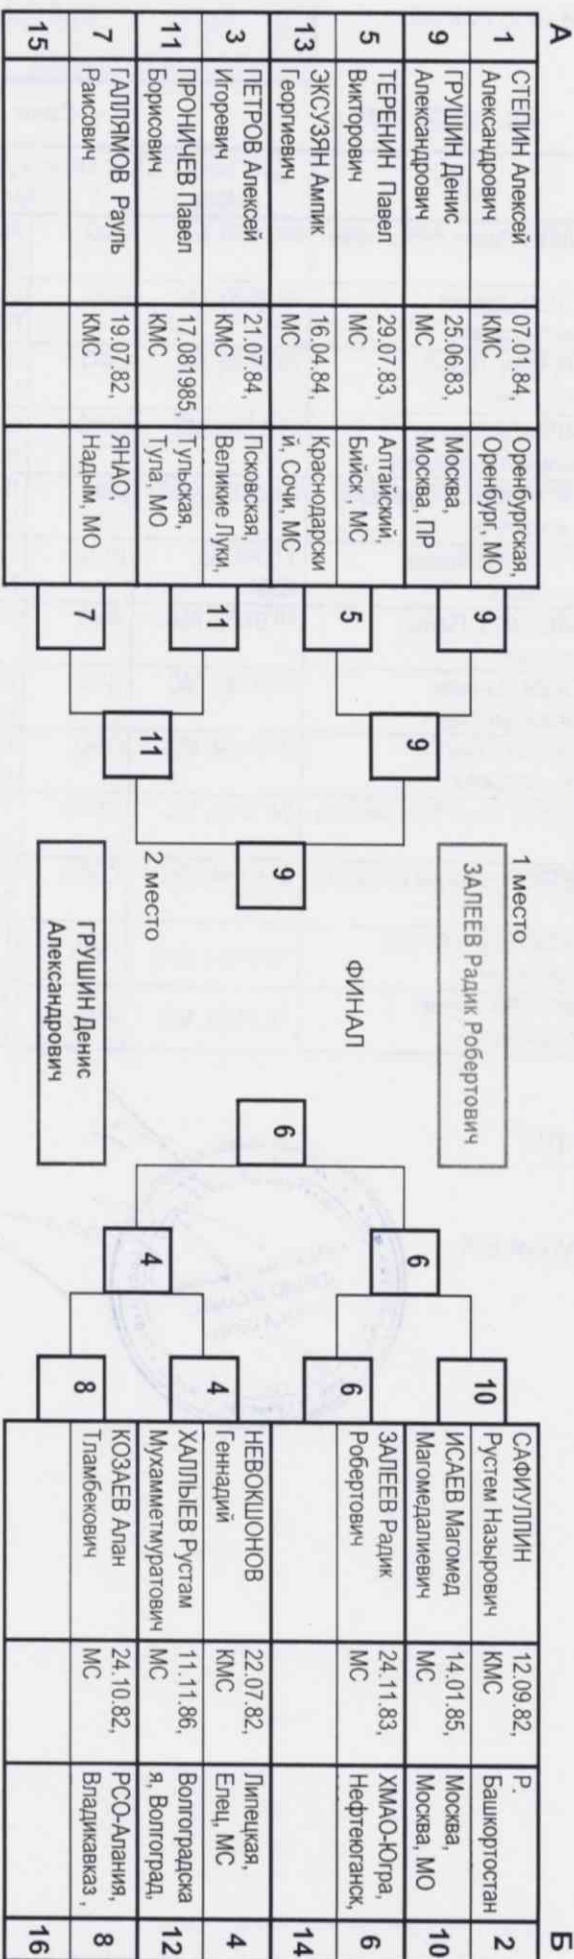 А
1
СТЕПИН Алексей
Александрович
07.01.84,
КМС
Оренбургская,
Оренбург, МО
9
ГРУШИН Денис
Александрович
25.06.83,
МС
Москва,
Москва, ПР
5
ТЕРЕНИН Павел
Викторович
29.07.83,
МС
Алтайский,
Бийск , МС
13
ЭКСУЗЯН Ампик
Георгиевич
16.04.84,
МС
Краснодарски
й, Сочи, МС
3
ПЕТРОВ Алексей
Игоревич
21.07.84,
КМС
Псковская,
Великие Луки,
11
ПРОНИЧЕВ Павел
Борисович
17.081985,
КМС
Тульская,
Тула, МО
7
ГАЛЛЯМОВ Рауль
Раисович
19.07.82,
КМС
ЯНАО,
Надым, МО
15
9
5
11
7
9
11
9
1 место
ЗАЛЕЕВ Радик Робертович
ФИНАЛ
2 место
ГРУШИН Денис
Александрович
6
6
4
10
6
4
8
Б
САФИУЛЛИН
Рустем Назырович
12.09.82,
КМС
Р.
Башкортостан
2
ИСАЕВ Магомед
Магомедалиевич
14.01.85,
МС
Москва,
Москва, МО
10
ЗАЛЕЕВ Радик
Робертович
24.11.83,
МС
ХМАО-Югра,
Нефтеюганск,
6
14
НЕВОКШОНОВ
Геннадий
22.07.82,
КМС
Липецкая,
Елец, МС
4
ХАЛЛЫЕВ Рустам
Мухамметмуратович
11.11.86,
МС
Волгоградска
я, Волгоград,
12
КОЗАЕВ Алан
Тламбекович
24.10.82,
МС
РСО-Алания,
Владикавказ ,
8
16